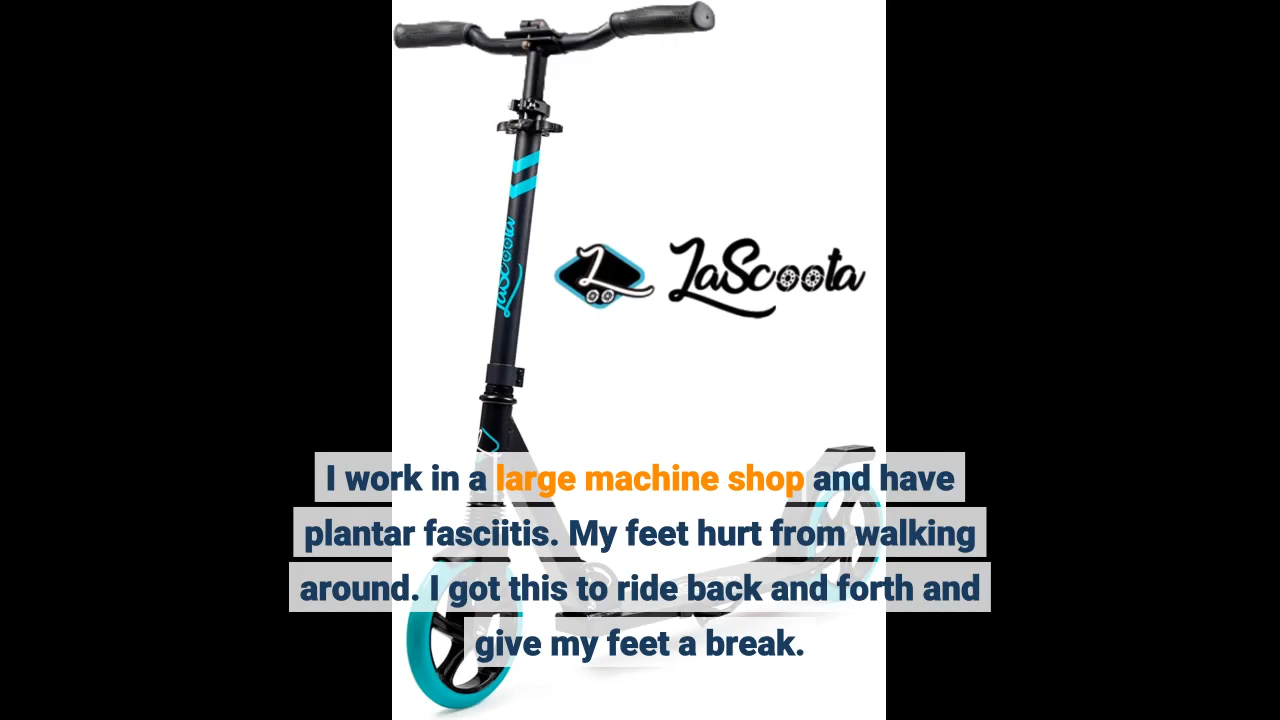 LaScoota
LaScoota
I work in a large machine shop and have
plantar fasciitis. My feet hurt from walking
around. I got this to ride back and forth and
give my feet a break.